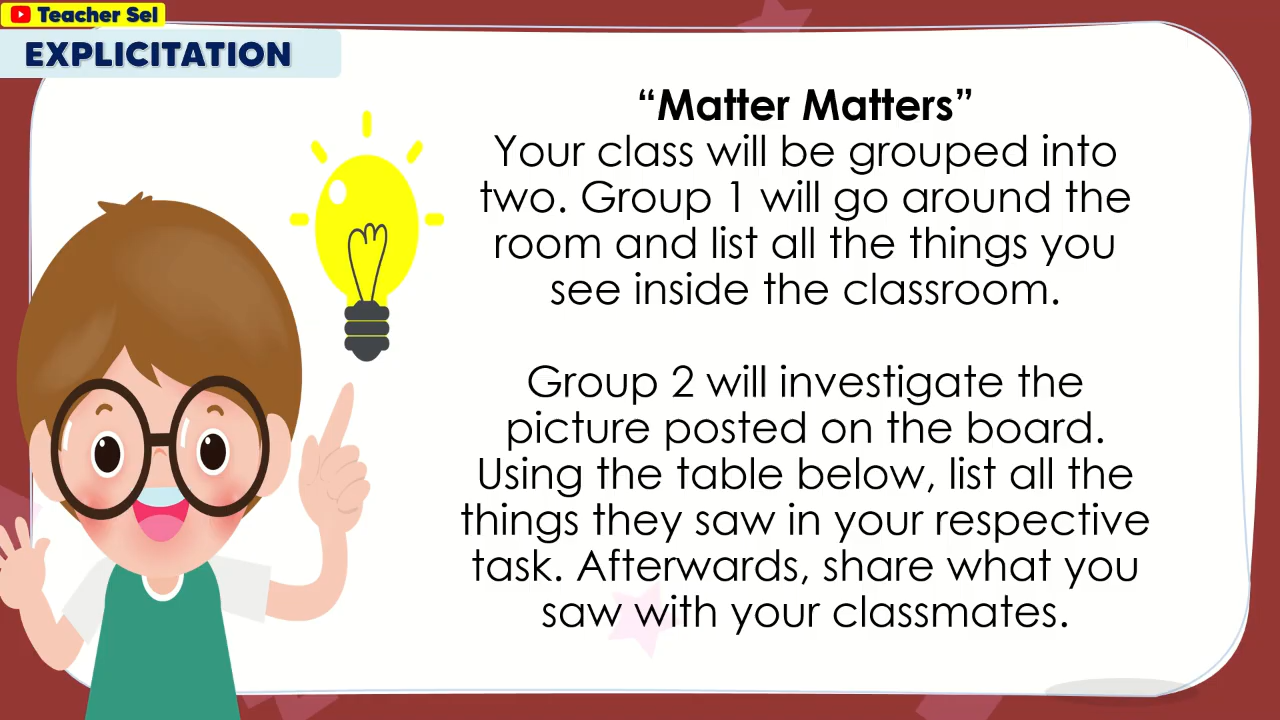 Teacher Sel
EXPLICITATION
“Matter Matters”
Your class will be grouped into
two. Group 1 will go around the
room and list all the things you
see inside the classroom.
Group 2 will investigate the
picture posted on the board.
Using the table below, list all the
things they saw in your respective
task. Afterwards, share what you
saw with your classmates.